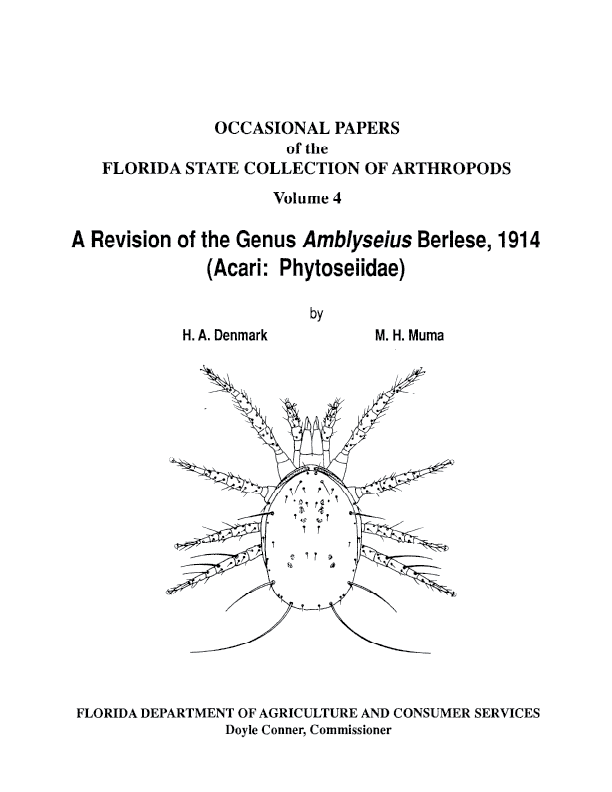 OCCASIONAL PAPERS
of the
FLORIDA STATE COLLECTION OF ARTHROPODS
Volume 4
A Revision of the Genus Amblyseius Berlese, 1914
(Acari: Phytoseiidae)
by
H. A. Denmark M. H. Muma
FLORIDA DEPARTMENT OF AGRICULTURE AND CONSUMER SERVICES
Doyle Conner, Commissioner